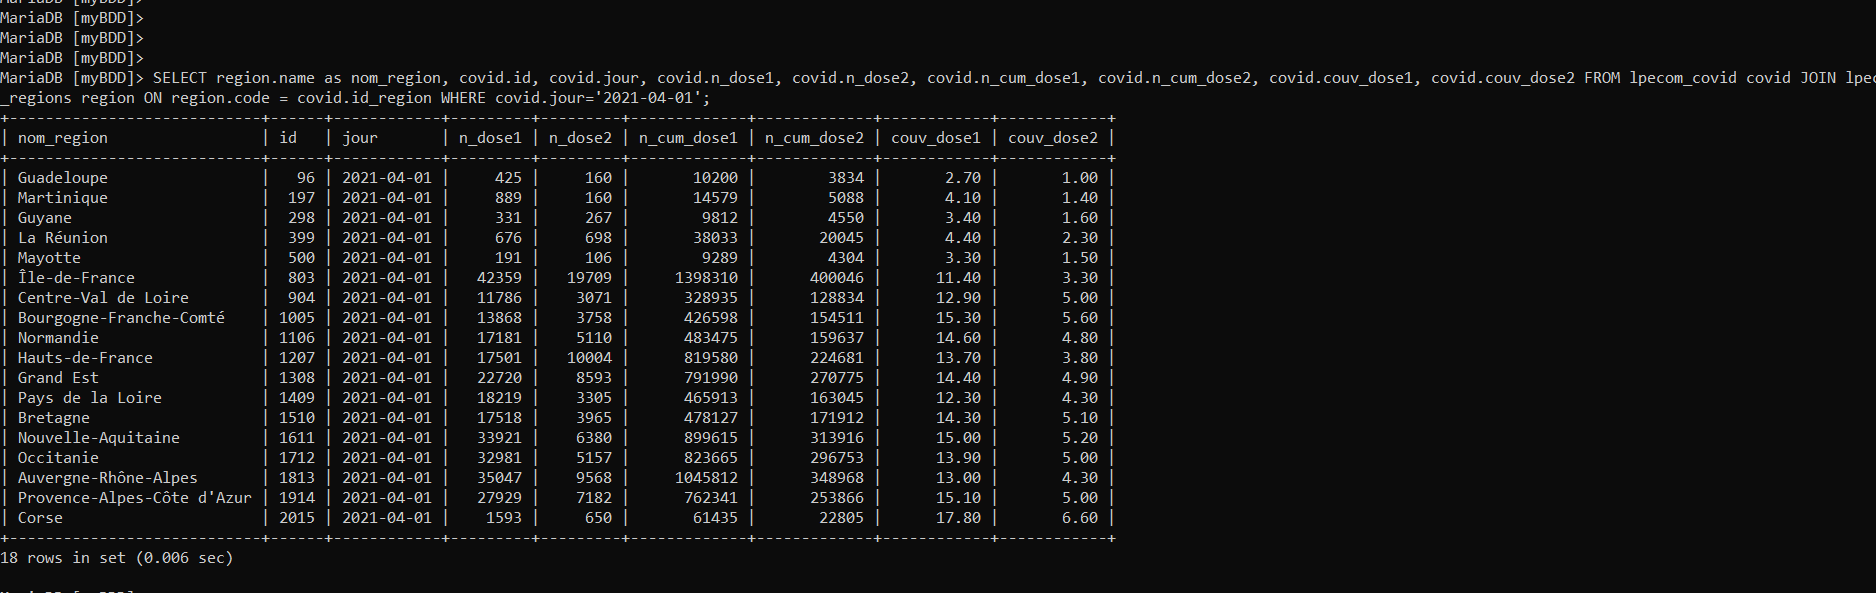 MariaDB [myBDD]>
MariaDB [myBDD]>
MariaDB [myBDD]>
MariaDB [myBDD]> SELECT region.name as nom_region, covid.id, covid.jour, covid.n_dose1, covid.n_dose2, covid.n_cum_dose1, covid.n_cum_dose2, covid.couv_dose1, covid.couv_dose2 FROM lpecom_covid covid JOIN lpec
_regions region ON region.code = covid.id_region WHERE covid.jour='2021-04-01';
+----------------------------+------+------------+---------+---------+-------------+-------------+------------+------------+
| nom_region                 | id   | jour       | n_dose1 | n_dose2 | n_cum_dose1 | n_cum_dose2 | couv_dose1 | couv_dose2 |
+----------------------------+------+------------+---------+---------+-------------+-------------+------------+------------+
| Guadeloupe                 |   96 | 2021-04-01 |     425 |     160 |       10200 |        3834 |       2.70 |       1.00 |
| Martinique                 |  197 | 2021-04-01 |     889 |     160 |       14579 |        5088 |       4.10 |       1.40 |
| Guyane                     |  298 | 2021-04-01 |     331 |     267 |        9812 |        4550 |       3.40 |       1.60 |
| La Réunion                 |  399 | 2021-04-01 |     676 |     698 |       38033 |       20045 |       4.40 |       2.30 |
| Mayotte                    |  500 | 2021-04-01 |     191 |     106 |        9289 |        4304 |       3.30 |       1.50 |
| Île-de-France              |  803 | 2021-04-01 |   42359 |   19709 |     1398310 |      400046 |      11.40 |       3.30 |
| Centre-Val de Loire        |  904 | 2021-04-01 |   11786 |    3071 |      328935 |      128834 |      12.90 |       5.00 |
| Bourgogne-Franche-Comté    | 1005 | 2021-04-01 |   13868 |    3758 |      426598 |      154511 |      15.30 |       5.60 |
| Normandie                  | 1106 | 2021-04-01 |   17181 |    5110 |      483475 |      159637 |      14.60 |       4.80 |
| Hauts-de-France            | 1207 | 2021-04-01 |   17501 |   10004 |      819580 |      224681 |      13.70 |       3.80 |
| Grand Est                  | 1308 | 2021-04-01 |   22720 |    8593 |      791990 |      270775 |      14.40 |       4.90 |
| Pays de la Loire           | 1409 | 2021-04-01 |   18219 |    3305 |      465913 |      163045 |      12.30 |       4.30 |
| Bretagne                   | 1510 | 2021-04-01 |   17518 |    3965 |      478127 |      171912 |      14.30 |       5.10 |
| Nouvelle-Aquitaine         | 1611 | 2021-04-01 |   33921 |    6380 |      899615 |      313916 |      15.00 |       5.20 |
| Occitanie                  | 1712 | 2021-04-01 |   32981 |    5157 |      823665 |      296753 |      13.90 |       5.00 |
| Auvergne-Rhône-Alpes       | 1813 | 2021-04-01 |   35047 |    9568 |     1045812 |      348968 |      13.00 |       4.30 |
| Provence-Alpes-Côte d'Azur | 1914 | 2021-04-01 |   27929 |    7182 |      762341 |      253866 |      15.10 |       5.00 |
| Corse                      | 2015 | 2021-04-01 |    1593 |     650 |       61435 |       22805 |      17.80 |       6.60 |
+----------------------------+------+------------+---------+---------+-------------+-------------+------------+------------+
18 rows in set (0.006 sec)